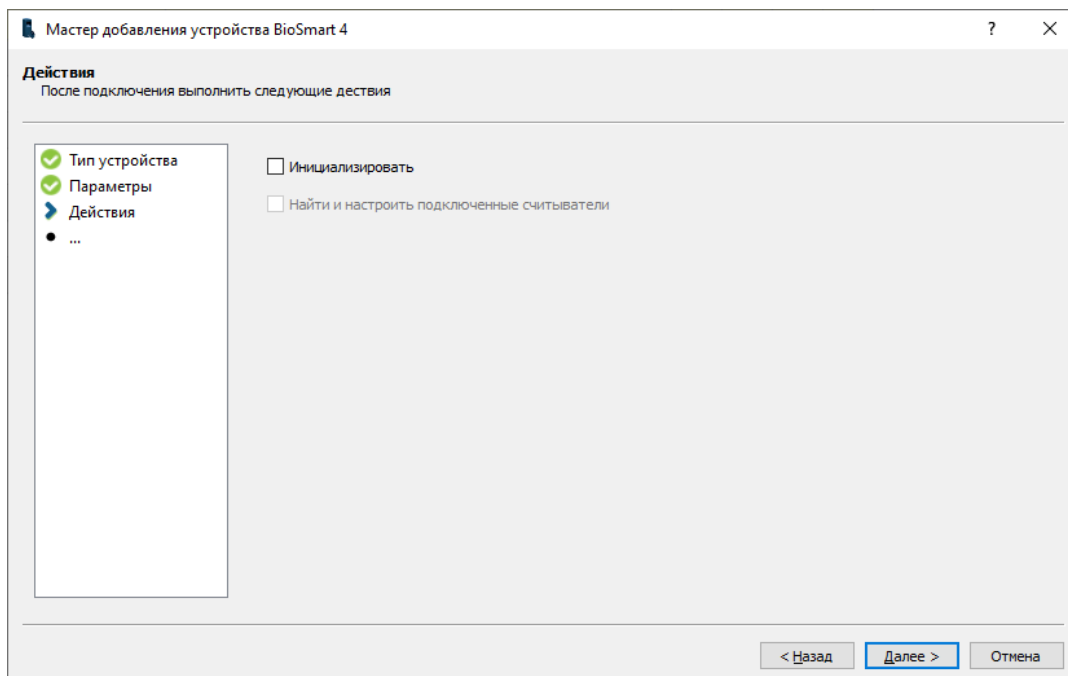 Мастер добавления устройства BioSmart 4
?
Действия
После подключения выполнить следующие дествия
Тип устройства
Параметры
Действия
...
Инициализировать
Найти и настроить подключенные считыватели
< Назад
Далее >
Отмена